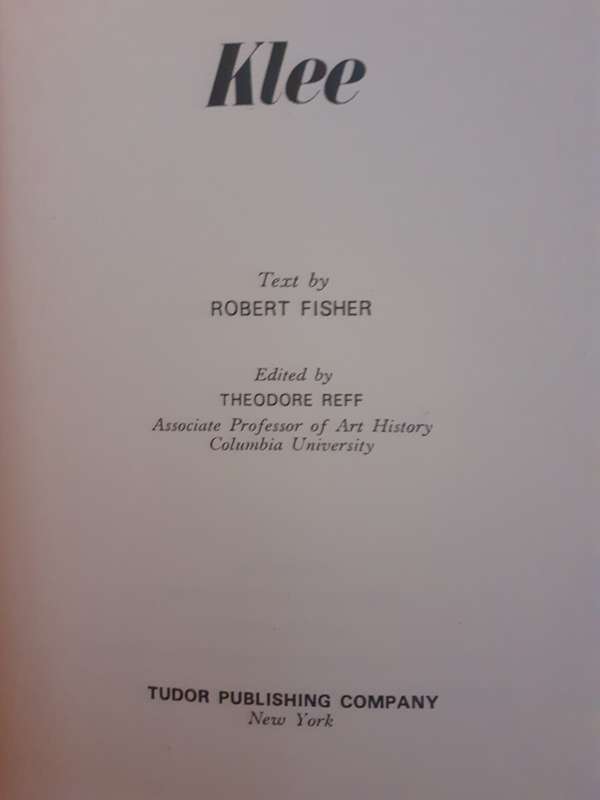 Klee
Text by
ROBERT FISHER
Edited by
THEODORE REFF
Associate Professor of Art History
Columbia University
TUDOR PUBLISHING COMPANY
New York